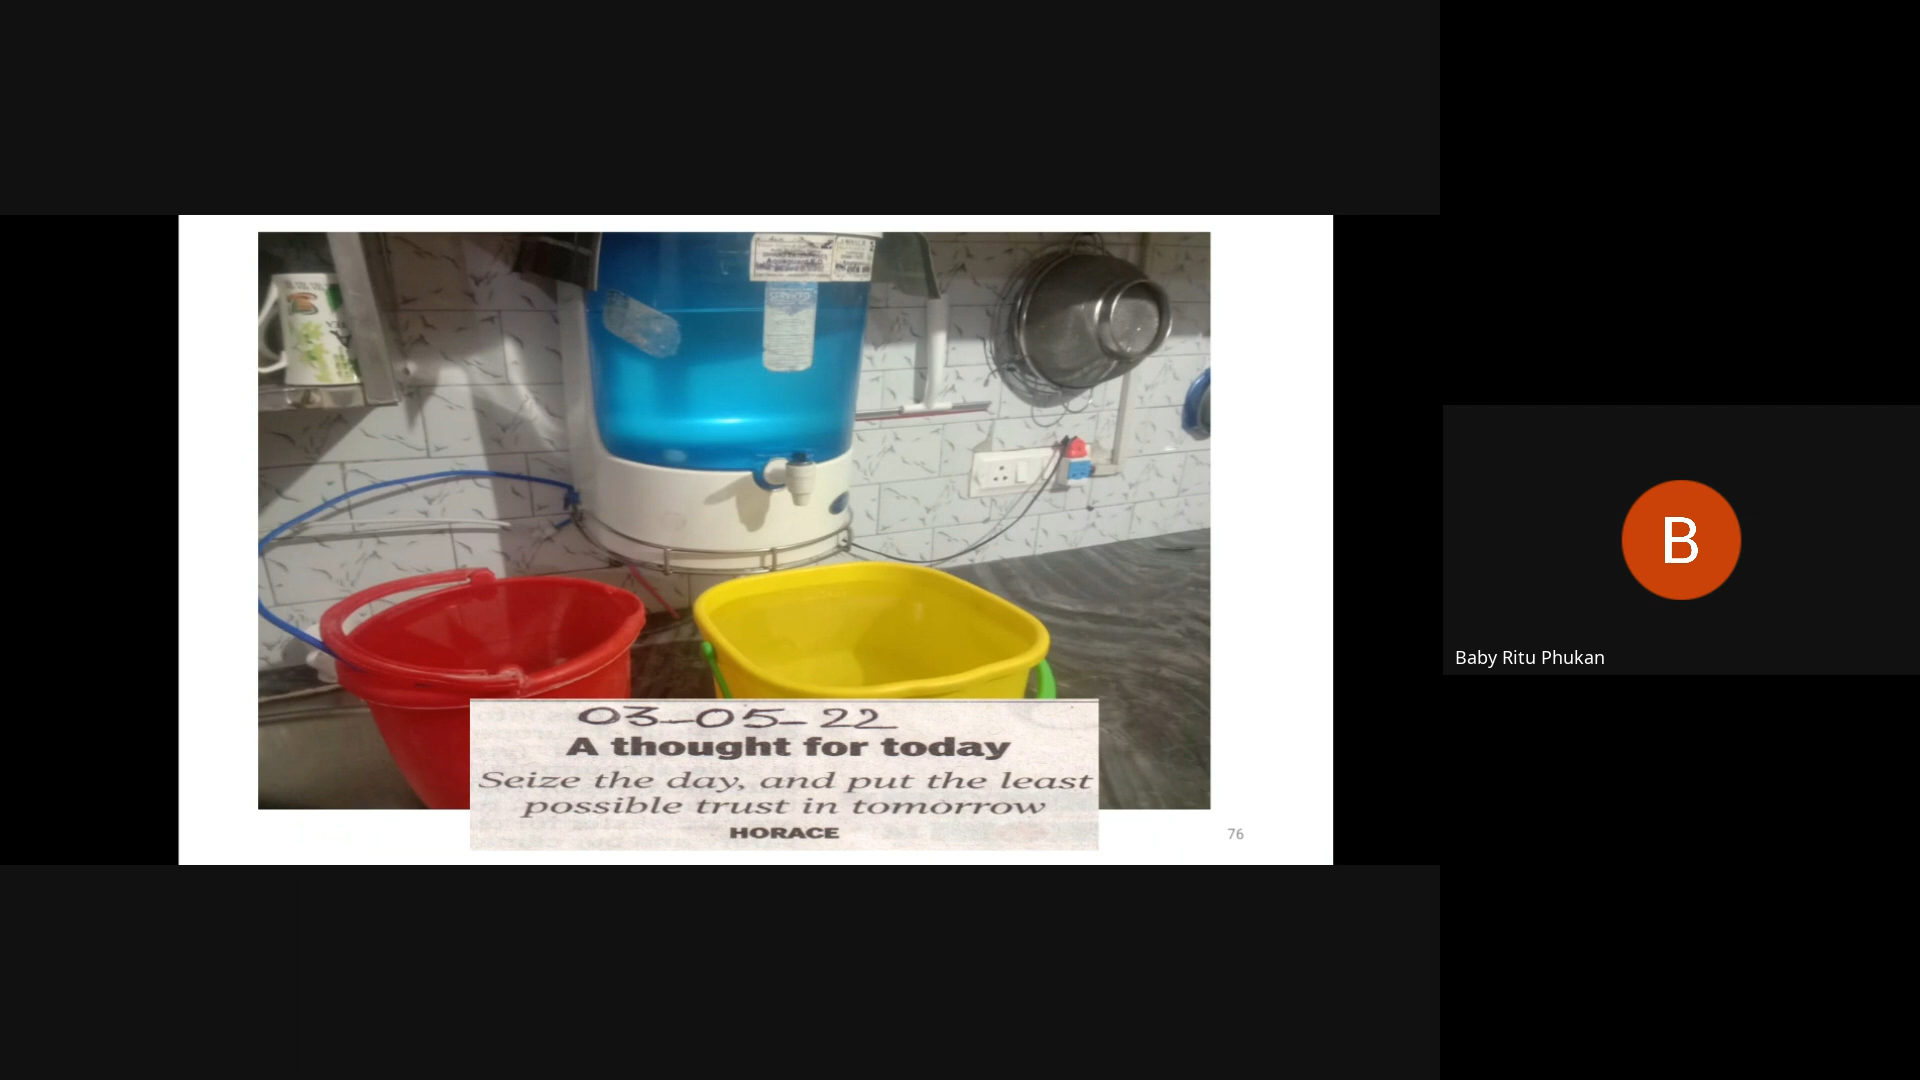 SERVICED
03-05-22
A thought for today
Seize the day, and put the least
possible trust in tomorrow
HORACE
76
B
Baby Ritu Phukan